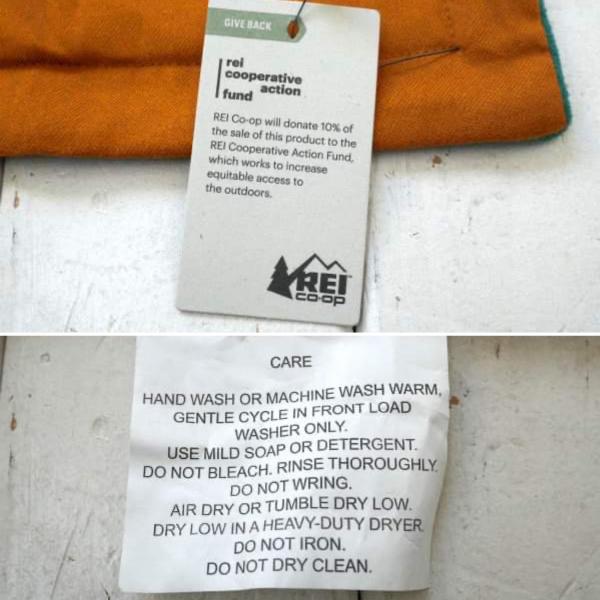 GIVE BACK
rei
cooperative
action
fund
REI Co-op will donate 10% of
the sale of this product to the
REI Cooperative Action Fund,
which works to increase
equitable access to
the outdoors.
REI
CO·OP
CARE
HAND WASH OR MACHINE WASH WARM,
GENTLE CYCLE IN FRONT LOAD
WASHER ONLY.
USE MILD SOAP OR DETERGENT.
DO NOT BLEACH. RINSE THOROUGHLY.
DO NOT WRING.
AIR DRY OR TUMBLE DRY LOW.
DRY LOW IN A HEAVY-DUTY DRYER.
DO NOT IRON.
DO NOT DRY CLEAN.